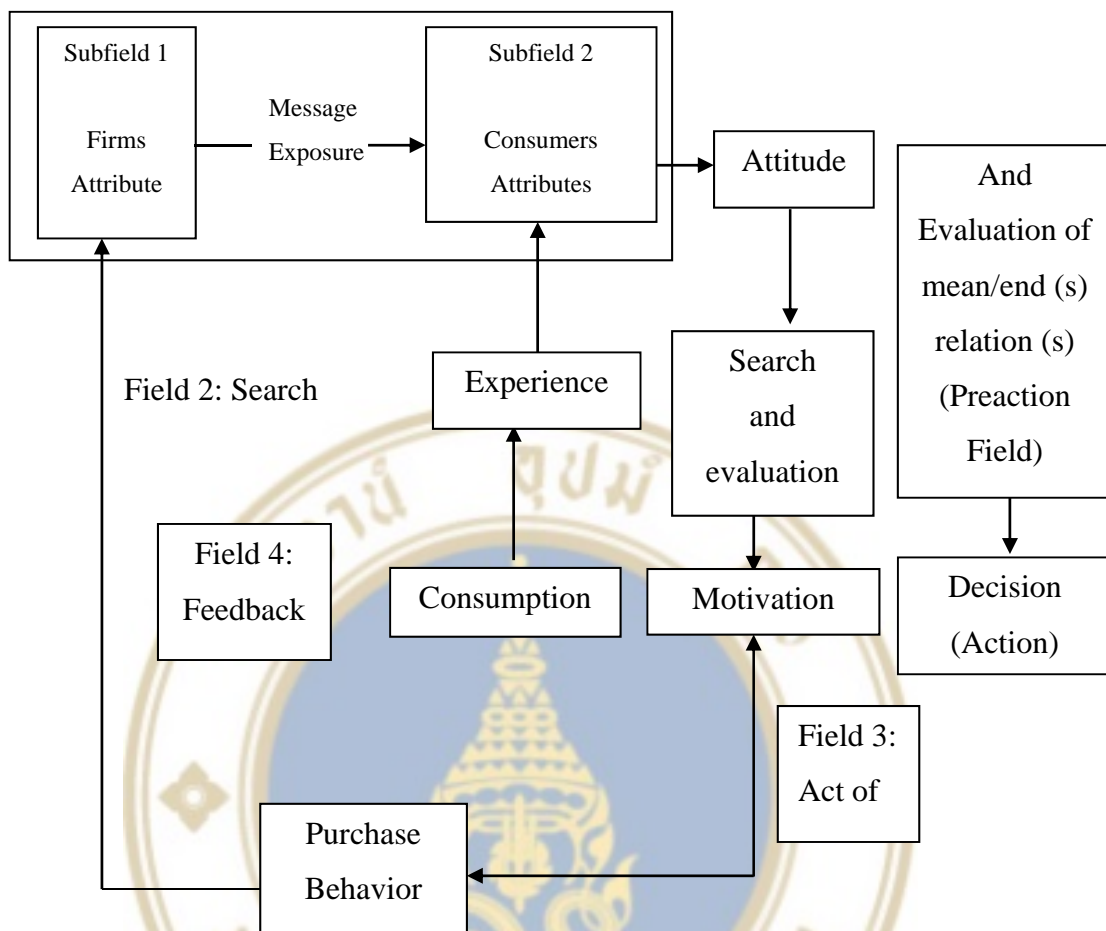 Subfield 1
Firms
Attribute
Message
Exposure
Subfield 2
Consumers
Attributes
Attitude
And
Evaluation of
mean/end (s)
relation (s)
(Preaction
Field)
Search
and
evaluation
Experience
Field 2: Search
Field 4:
Feedback
Consumption
Motivation
Decision
(Action)
Field 3:
Act of
Purchase
Behavior